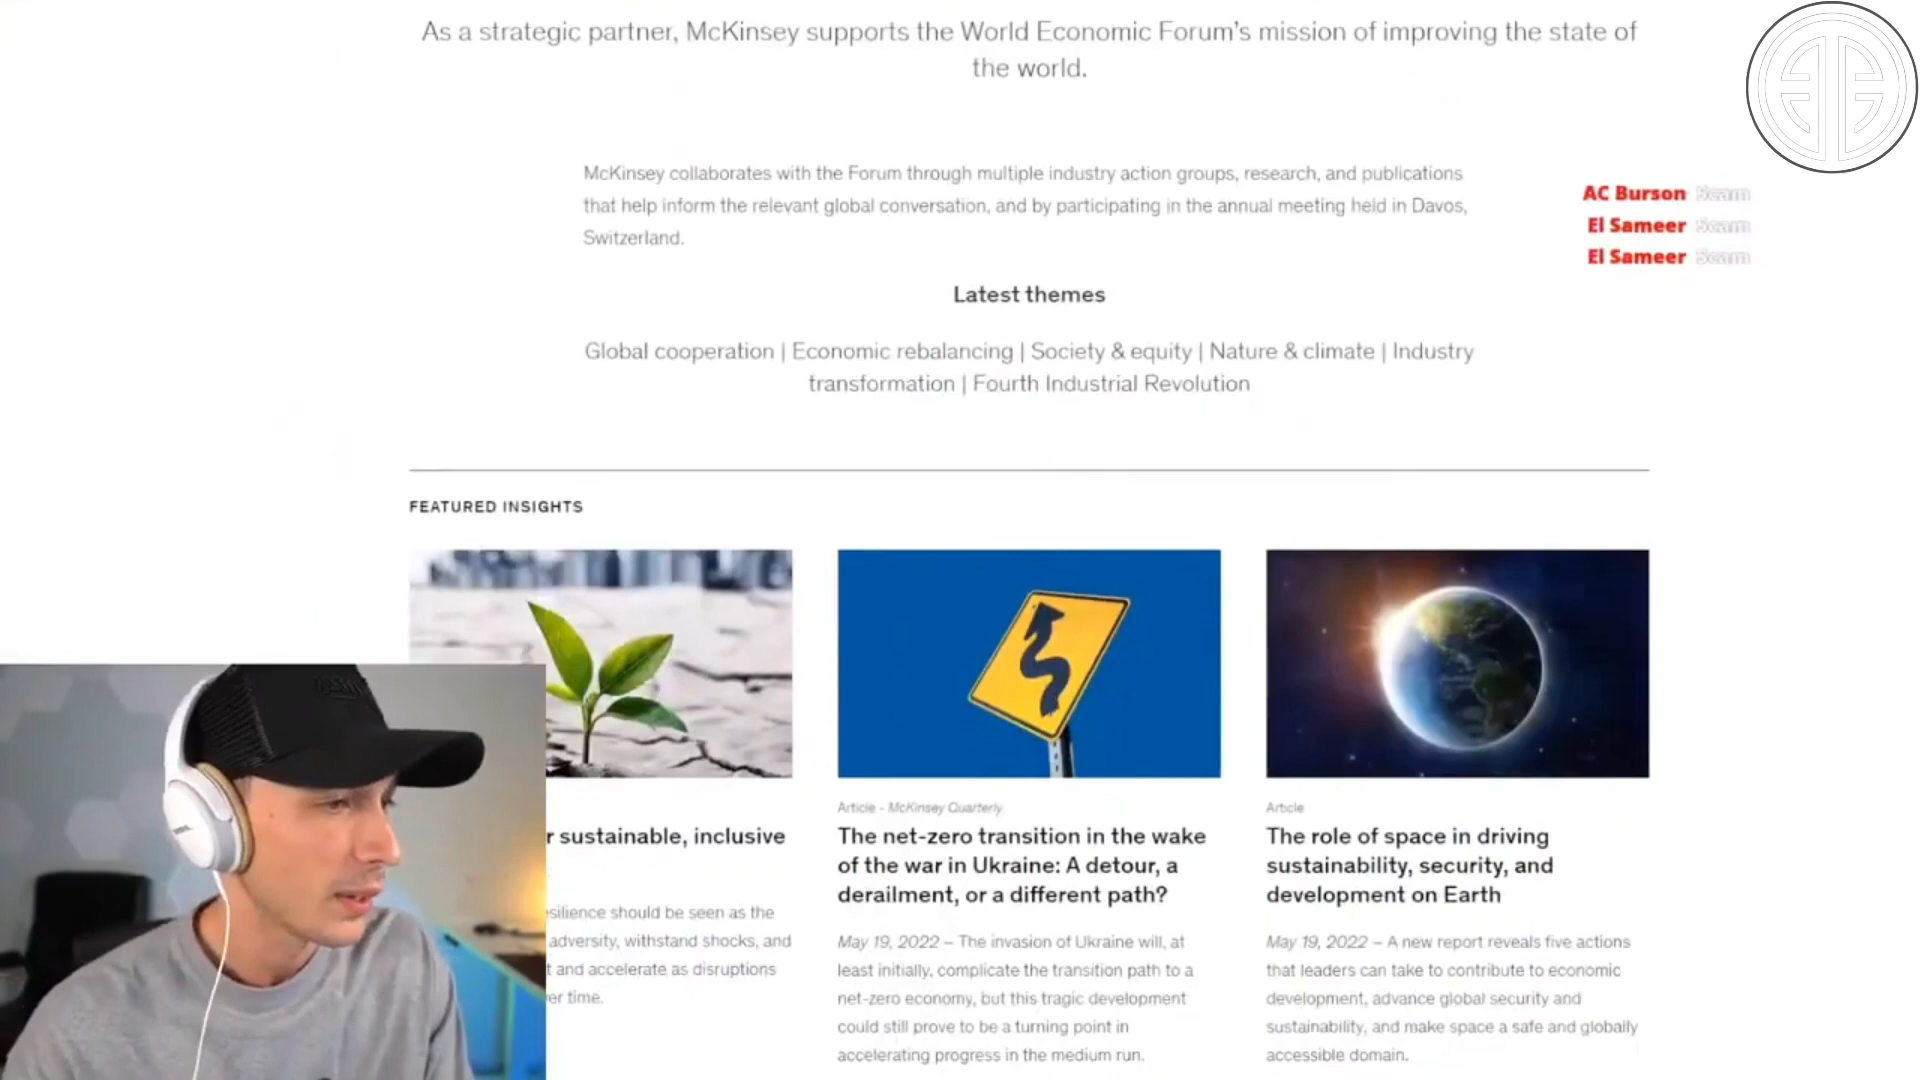 As a strategic partner, McKinsey supports the World Economic Forum's mission of improving the state of
the world.
McKinsey collaborates with the Forum through multiple industry action groups, research, and publications
that help inform the relevant global conversation, and by participating in the annual meeting held in Davos,
Switzerland.
AC Burson Scam
El Sameer Scam
El Sameer Scam
Latest themes
Global cooperation | Economic rebalancing | Society & equity | Nature & climate | Industry
transformation | Fourth Industrial Revolution
FEATURED INSIGHTS
r sustainable, inclusive
silience should be seen as the
adversity, withstand shocks, and
t and accelerate as disruptions
er time.
Article - McKinsey Quarterly
The net-zero transition in the wake
of the war in Ukraine: A detour, a
derailment, or a different path?
May 19, 2022 – The invasion of Ukraine will, at
least initially, complicate the transition path to a
net-zero economy, but this tragic development
could still prove to be a turning point in
accelerating progress in the medium run.
Article
The role of space in driving
sustainability, security, and
development on Earth
May 19, 2022 – A new report reveals five actions
that leaders can take to contribute to economic
development, advance global security and
sustainability, and make space a safe and globally
accessible domain.